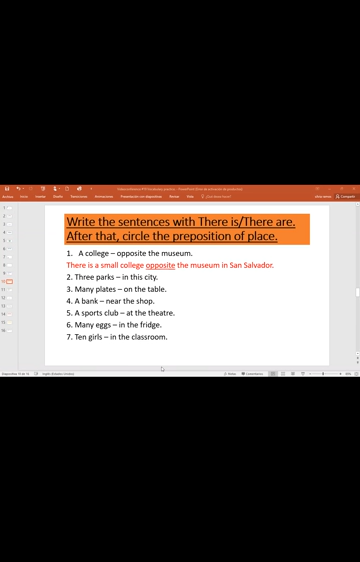 Write the sentences with There is/There are.
After that, circle the preposition of place.
1. A college – opposite the museum.
There is a small college opposite the museum in San Salvador.
2. Three parks – in this city.
3. Many plates – on the table.
4. A bank – near the shop.
5. A sports club – at the theatre.
6. Many eggs – in the fridge.
7. Ten girls – in the classroom.